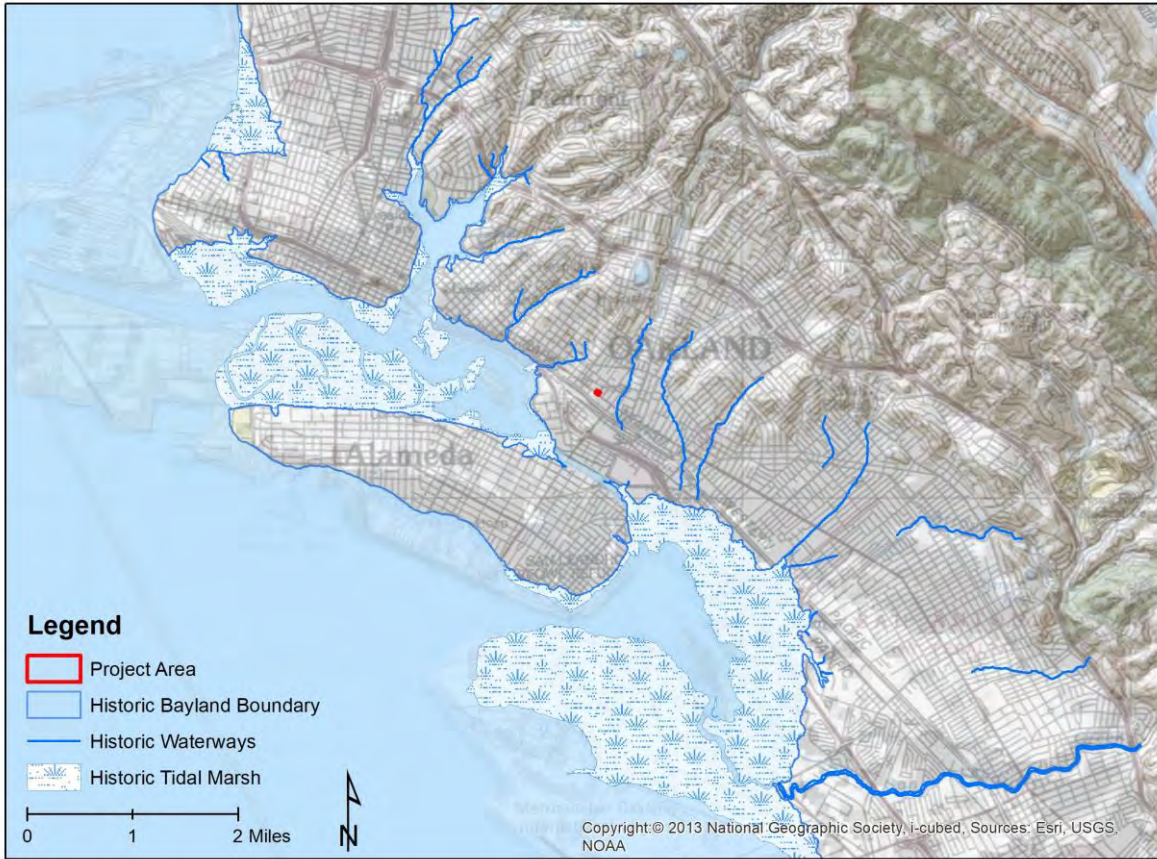 Piedmont
Alameda
Legend
Project Area
Historic Bayland Boundary
Historic Waterways
Historic Tidal Marsh
0 1 2 Miles
N
Copyright:© 2013 National Geographic Society, i-cubed, Sources: Esri, USGS,
NOAA